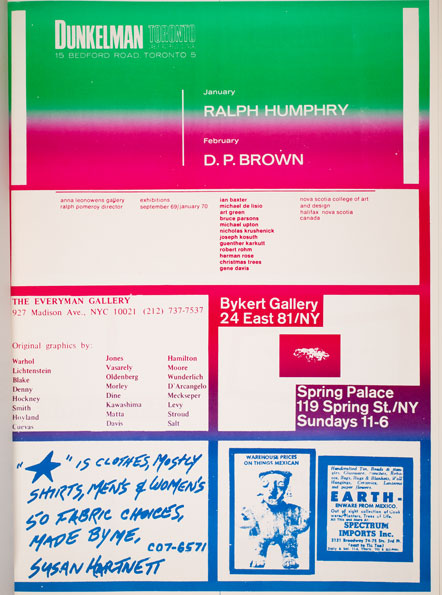 DUNKELMAN TORONTO
15 BEDFORD ROAD TORONTO 5
January
RALPH HUMPHRY
February
D. P. BROWN
anna leonowens gallery
ralph pomeroy director
exhibitions
september 69/january 70
ian baxter
michael de lisio
art green
bruce parsons
michael upton
nicholas krushenick
joseph kosuth
guenther karkutt
robert rohm
herman rose
christmas trees
gene davis
nova scotia college of art
and design
halifax nova scotia
canada
THE EVERYMAN GALLERY
927 Madison Ave., NYC 10021 (212) 737-7537
Original graphics by:
Warhol
Lichtenstein
Blake
Denny
Hockney
Smith
Hoyland
Cuevas
Jones
Vasarely
Oldenberg
Morley
Dine
Kawashima
Matta
Davis
Hamilton
Moore
Wunderlich
D'Arcangelo
Meckseper
Levy
Stroud
Salt
Bykert Gallery
24 East 81/NY
Spring Palace
119 Spring St./NY
Sundays 11-6
"★" IS CLOTHES, MOSTLY
SHIRTS, MEN'S & WOMEN'S
50 FABRIC CHOICES,
MADE BY ME,
CO7-6571
SUSAN HARTNETT
WAREHOUSE PRICES
ON THINGS MEXICAN
EARTH-
ENWARE FROM MEXICO.
SPECTRUM
IMPORTS Inc.